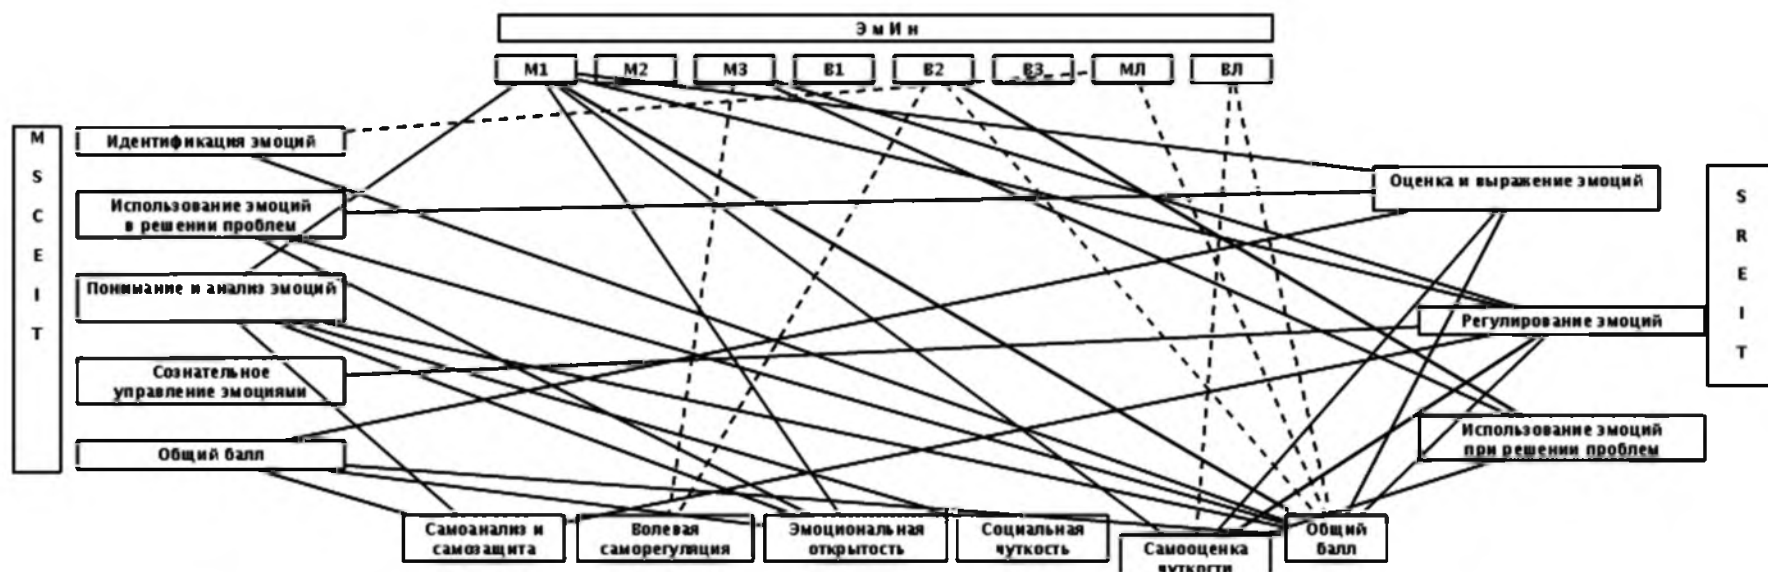 ЭмИн
М1 М2 М3 В1 В2 В3 МЛ ВЛ
M
S
C
E
I
T
Идентификация эмоций
Использование эмоций
в решении проблем
Понимание и анализ эмоций
Сознательное
управление эмоциями
Общий балл
Оценка и выражение эмоций
Регулирование эмоций
Использование эмоций
при решении проблем
S
R
E
I
T
Самоанализ и
самозащита
Волевая
саморегуляция
Эмоциональная
открытость
Социальная
чуткость
Самооценка
чуткости
Общий
балл